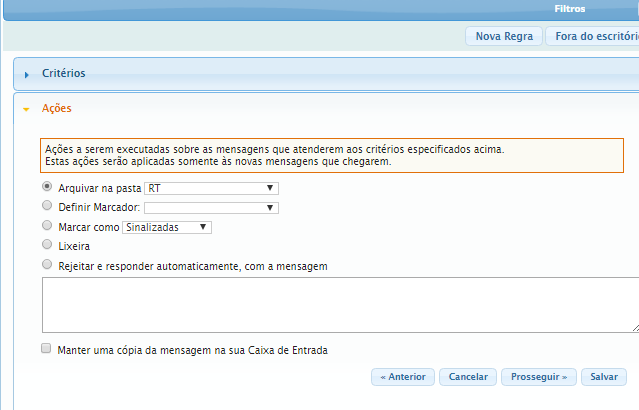 Filtros
Nova Regra Fora do escritóri
Critérios
Ações
Ações a serem executadas sobre as mensagens que atenderem aos critérios especificados acima.
Estas ações serão aplicadas somente às novas mensagens que chegarem.
Arquivar na pasta RT
Definir Marcador:
Marcar como Sinalizadas
Lixeira
Rejeitar e responder automaticamente, com a mensagem
Manter uma cópia da mensagem na sua Caixa de Entrada
« Anterior Cancelar Prosseguir » Salvar